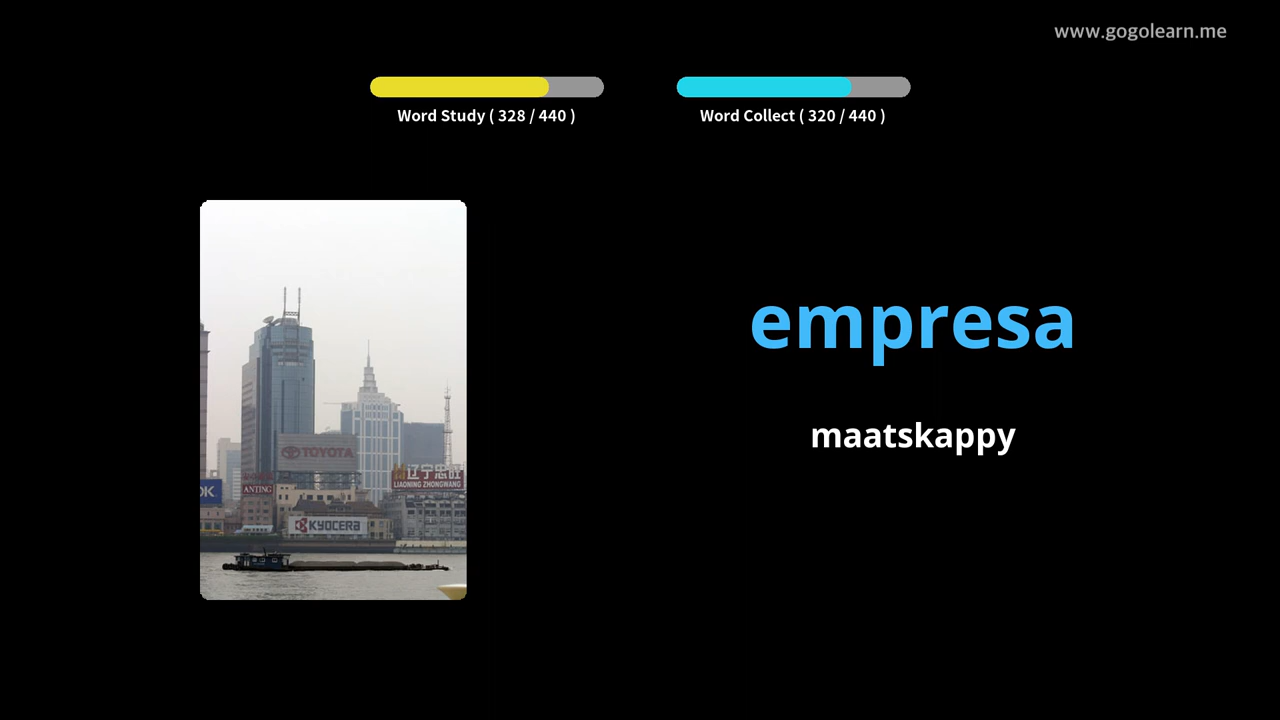 www.gogolearn.me
Word Study ( 328 / 440 )
Word Collect ( 320 / 440 )
empresa
maatskappy
TOYOTA
辽宁忠旺
LIAONING ZHONGWANG
OK
ANTING
KYOCERA